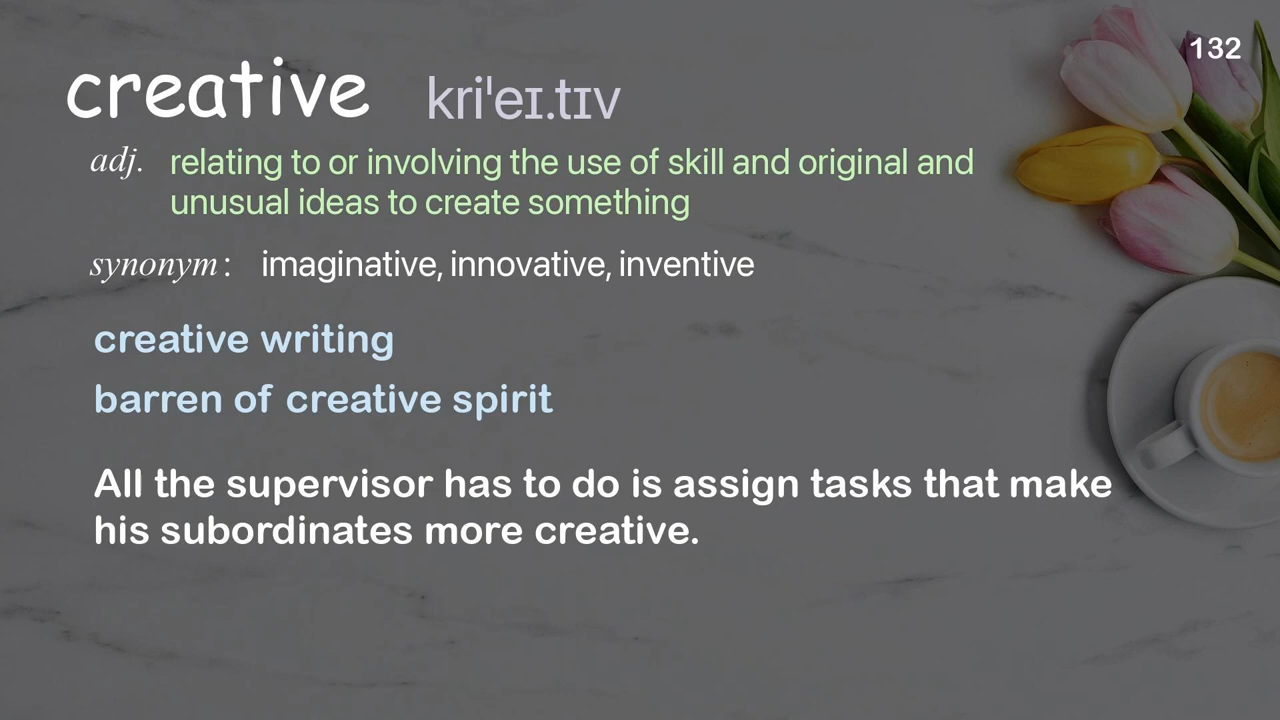 132
creative kriˈeɪ.tɪv
adj. relating to or involving the use of skill and original and
unusual ideas to create something
synonym: imaginative, innovative, inventive
creative writing
barren of creative spirit
All the supervisor has to do is assign tasks that make
his subordinates more creative.